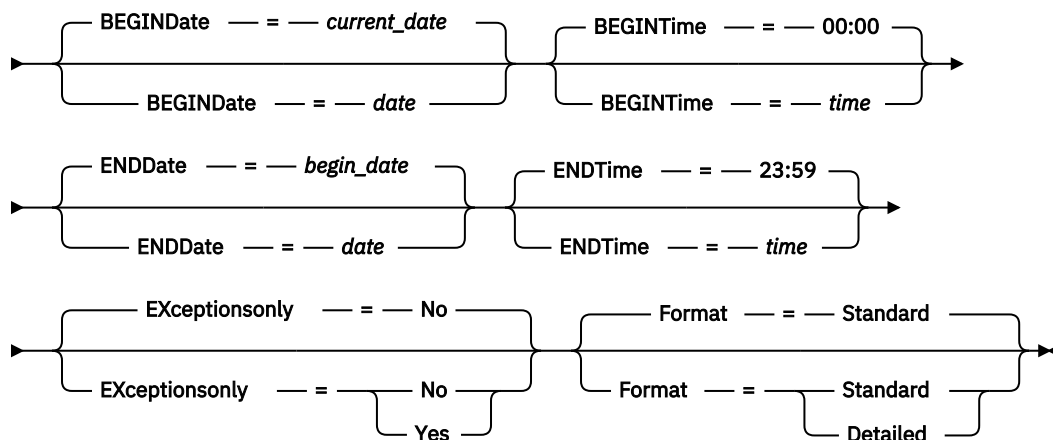 BEGINDate = current_date BEGINTime = 00:00
BEGINDate = date BEGINTime = time
ENDDate = begin_date ENDTime = 23:59
ENDDate = date ENDTime = time
EXceptionsonly = No Format = Standard
EXceptionsonly = No Format = Standard
Yes Detailed